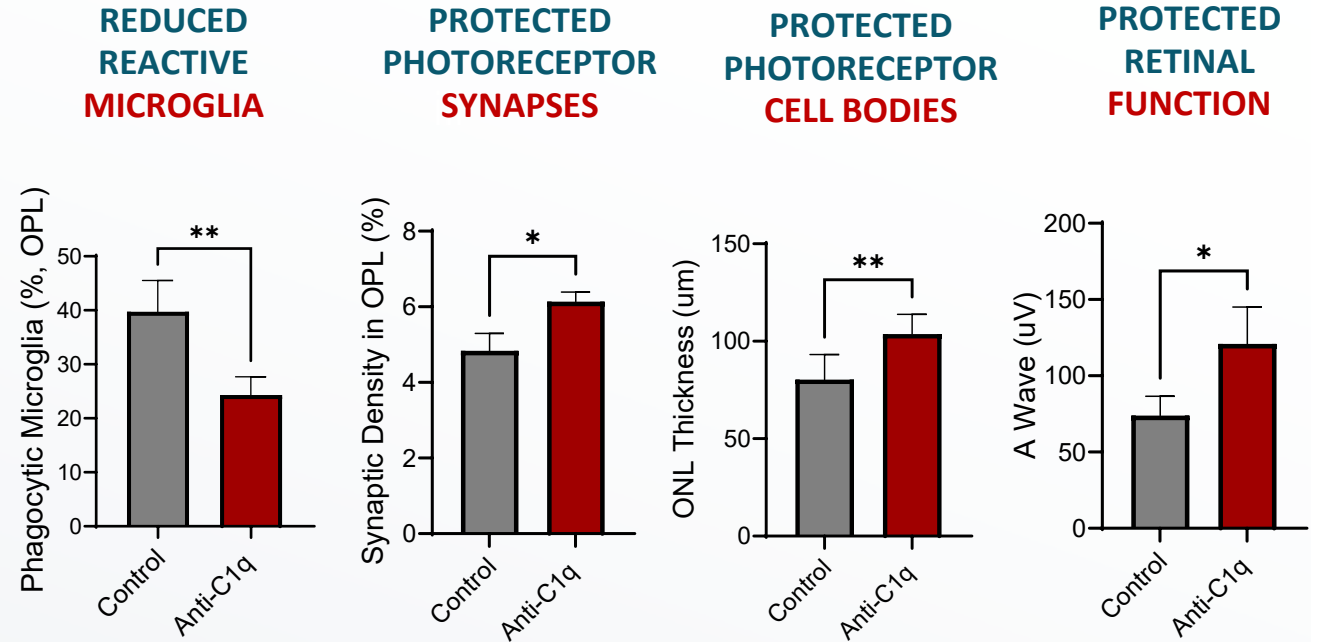 REDUCED
REACTIVE
MICROGLIA
PROTECTED
PHOTORECEPTOR
SYNAPSES
PROTECTED
PHOTORECEPTOR
CELL BODIES
PROTECTED
RETINAL
FUNCTION
Phagocytic Microglia (%, OPL)
50
40
30
20
10
0
**
Control
Anti-C1q
Synaptic Density in OPL (%)
8
6
4
2
0
*
Control
Anti-C1q
ONL Thickness (um)
150
100
50
0
**
Control
Anti-C1q
A Wave (uV)
200
150
100
50
0
*
Control
Anti-C1q